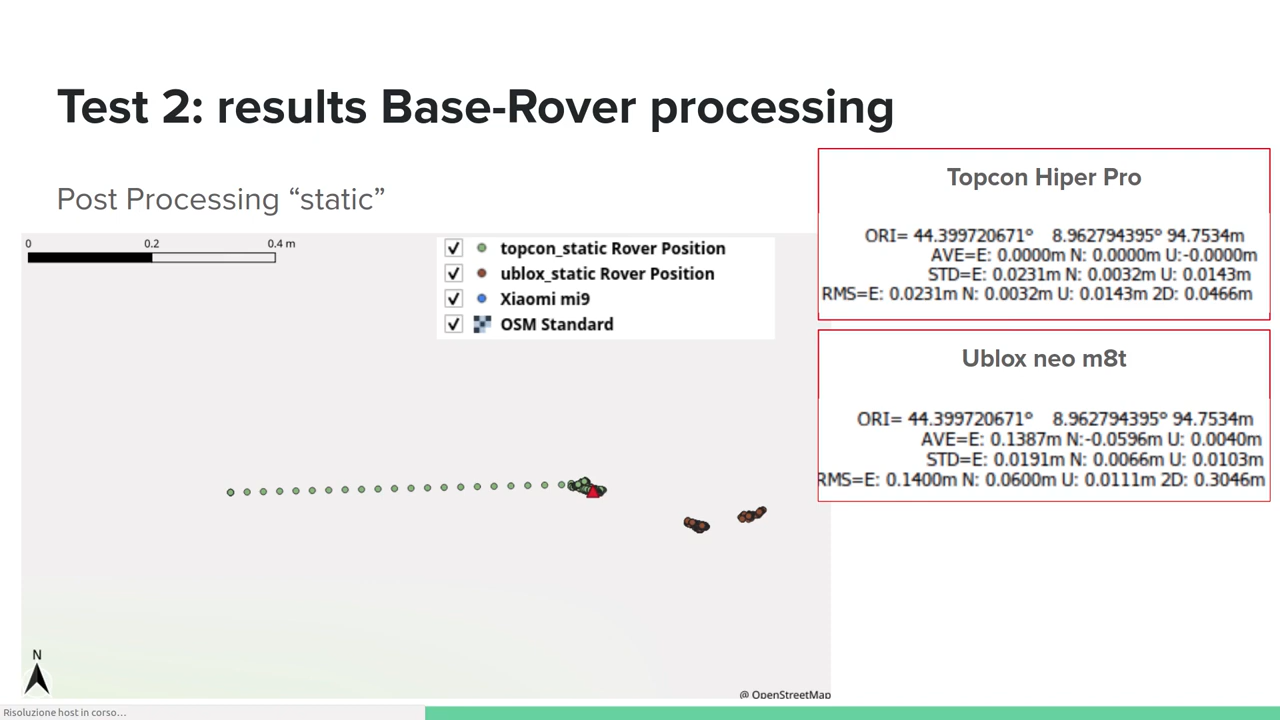 Test 2: results Base-Rover processing
Post Processing “static”
0 0.2 0.4 m
topcon_static Rover Position
ublox_static Rover Position
Xiaomi mi9
OSM Standard
N
@ OpenStreetMap
Topcon Hiper Pro
ORI= 44.399720671° 8.962794395° 94.7534m
AVE=E: 0.0000m N: 0.0000m U:-0.0000m
STD=E: 0.0231m N: 0.0032m U: 0.0143m
RMS=E: 0.0231m N: 0.0032m U: 0.0143m 2D: 0.0466m
Ublox neo m8t
ORI= 44.399720671° 8.962794395° 94.7534m
AVE=E: 0.1387m N:-0.0596m U: 0.0040m
STD=E: 0.0191m N: 0.0066m U: 0.0103m
RMS=E: 0.1400m N: 0.0600m U: 0.0111m 2D: 0.3046m
Risoluzione host in corso…